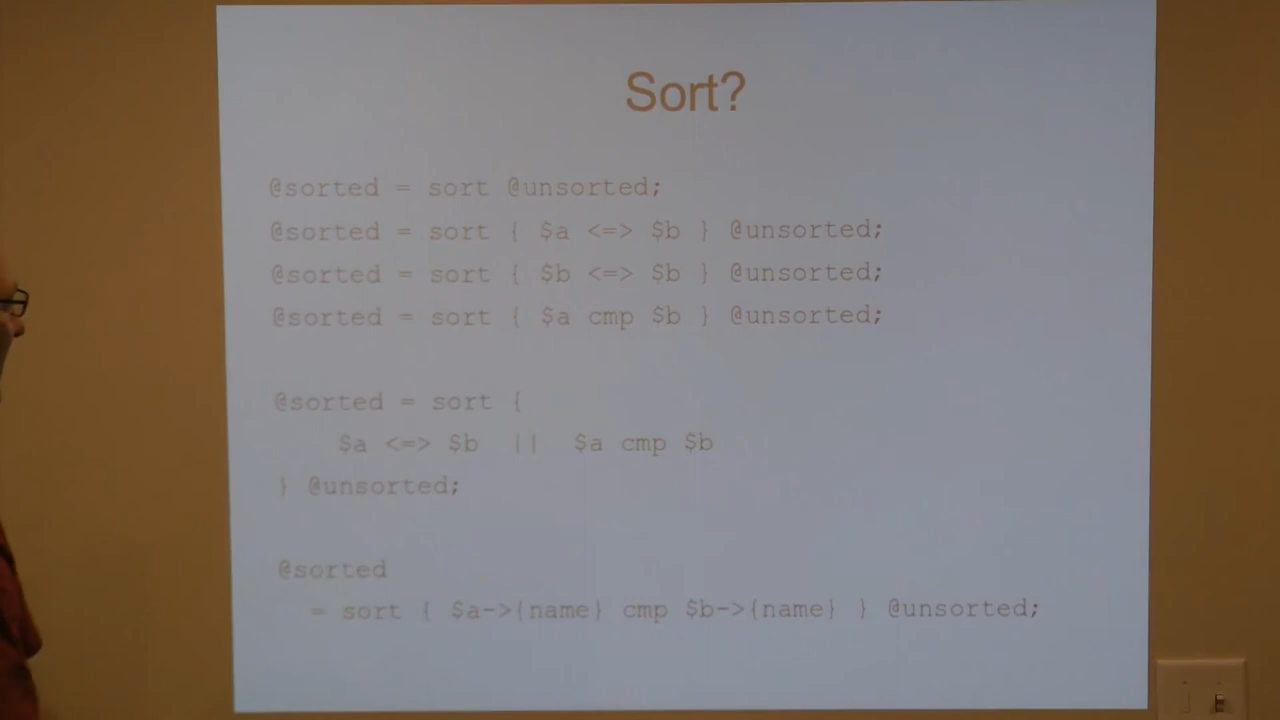 Sort?
@sorted = sort @unsorted;
@sorted = sort { $a <=> $b } @unsorted;
@sorted = sort { $b <=> $b } @unsorted;
@sorted = sort { $a cmp $b } @unsorted;
@sorted = sort {
$a <=> $b || $a cmp $b
} @unsorted;
@sorted
= sort { $a->{name} cmp $b->{name} } @unsorted;